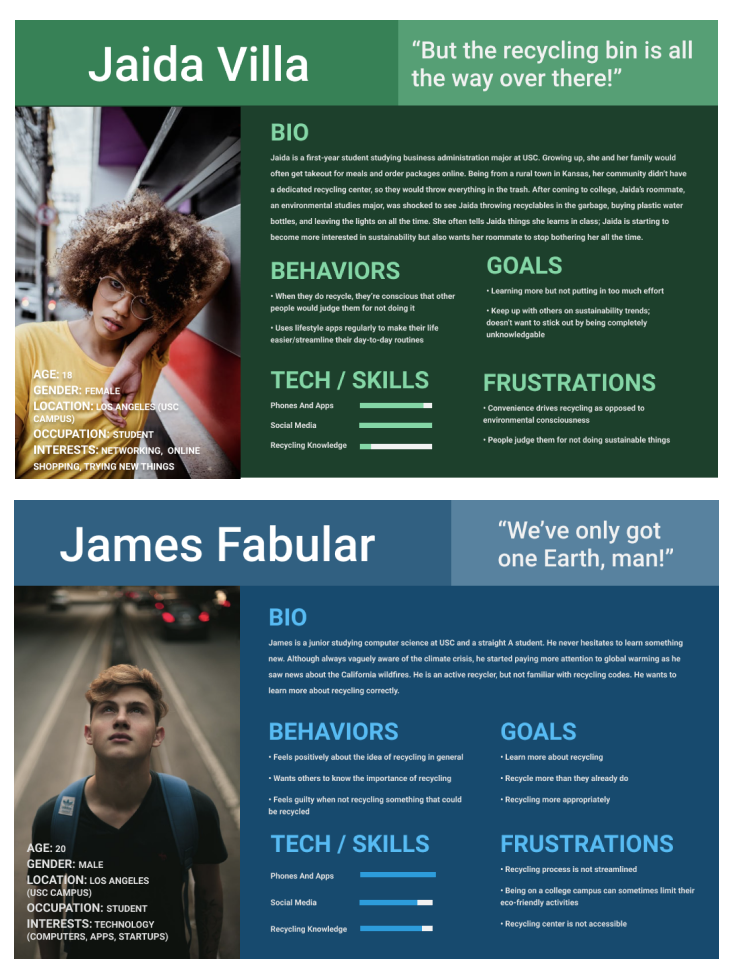 Jaida Villa
“But the recycling bin is all
the way over there!”
BIO
Jaida is a first-year student studying business administration major at USC. Growing up, she and her family would
often get takeout for meals and order packages online. Being from a rural town in Kansas, her community didn't have
a dedicated recycling center, so they would throw everything in the trash. After coming to college, Jaida's roommate,
an environmental studies major, was shocked to see Jaida throwing recyclables in the garbage, buying plastic water
bottles, and leaving the lights on all the time. She often tells Jaida things she learns in class; Jaida is starting to
become more interested in sustainability but also wants her roommate to stop bothering her all the time.
AGE: 18
GENDER: FEMALE
LOCATION: LOS ANGELES (USC
CAMPUS)
OCCUPATION: STUDENT
INTERESTS: NETWORKING, ONLINE
SHOPPING, TRYING NEW THINGS
BEHAVIORS
• When they do recycle, they're conscious that other
people would judge them for not doing it
• Uses lifestyle apps regularly to make their life
easier/streamline their day-to-day routines
GOALS
• Learning more but not putting in too much effort
• Keep up with others on sustainability trends;
doesn't want to stick out by being completely
unknowledgable
TECH / SKILLS
Phones And Apps
Social Media
Recycling Knowledge
FRUSTRATIONS
• Convenience drives recycling as opposed to
environmental consciousness
• People judge them for not doing sustainable things
James Fabular
“We've only got
one Earth, man!”
BIO
James is a junior studying computer science at USC and a straight A student. He never hesitates to learn something
new. Although always vaguely aware of the climate crisis, he started paying more attention to global warming as he
saw news about the California wildfires. He is an active recycler, but not familiar with recycling codes. He wants to
learn more about recycling correctly.
AGE: 20
GENDER: MALE
LOCATION: LOS ANGELES
(USC CAMPUS)
OCCUPATION: STUDENT
INTERESTS: TECHNOLOGY
(COMPUTERS, APPS, STARTUPS)
BEHAVIORS
• Feels positively about the idea of recycling in general
• Wants others to know the importance of recycling
• Feels guilty when not recycling something that could
be recycled
GOALS
• Learn more about recycling
• Recycle more than they already do
• Recycling more appropriately
TECH / SKILLS
Phones And Apps
Social Media
Recycling Knowledge
FRUSTRATIONS
• Recycling process is not streamlined
• Being on a college campus can sometimes limit their
eco-friendly activities
• Recycling center is not accessible